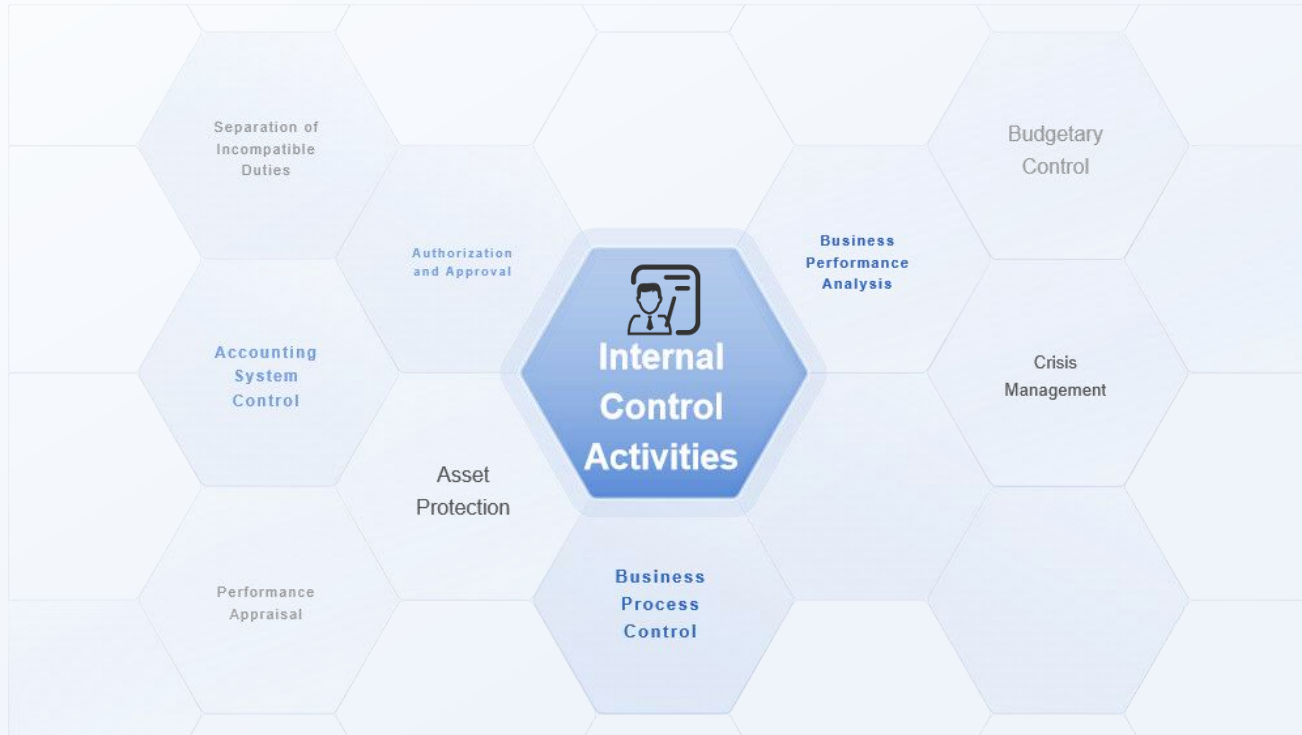 Separation of
Incompatible
Duties
Budgetary
Control
Authorization
and Approval
Business
Performance
Analysis
Internal
Control
Activities
Accounting
System
Control
Crisis
Management
Asset
Protection
Performance
Appraisal
Business
Process
Control